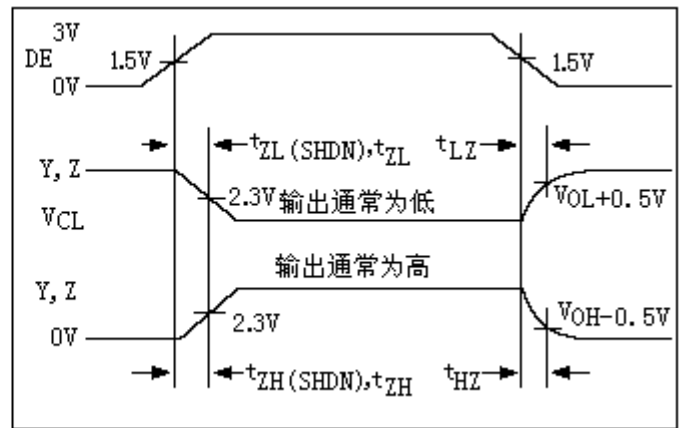 3V
DE
1.5V
1.5V
0V
tZL(SHDN),tZL
tLZ
Y,Z
2.3V
输出通常为低
VOL+0.5V
VCL
输出通常为高
Y,Z
2.3V
VOH-0.5V
0V
tZH(SHDN),tZH
tHZ